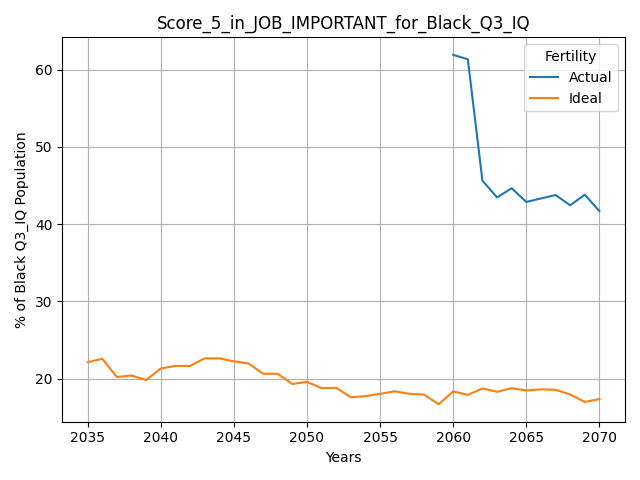 Score_5_in_JOB_IMPORTANT_for_Black_Q3_IQ
Fertility
Actual
Ideal
% of Black Q3_IQ Population
60
50
40
30
20
2035 2040 2045 2050 2055 2060 2065 2070
Years